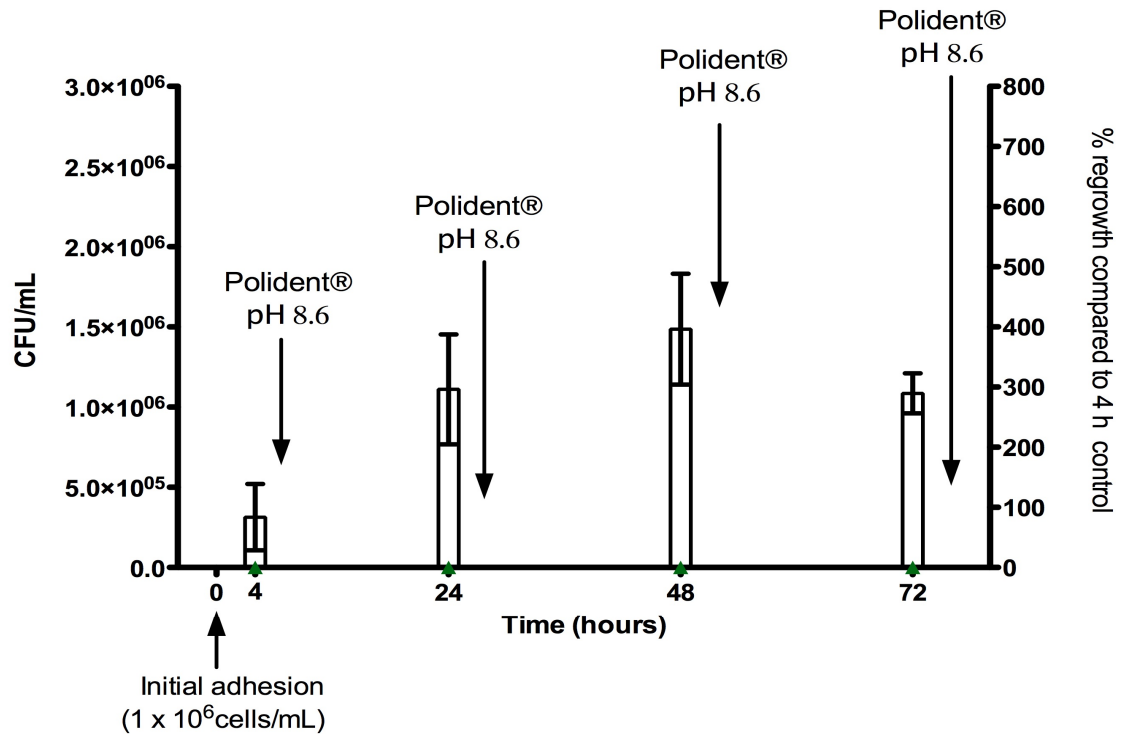 Polident®
pH 8.6
Polident®
pH 8.6
Polident®
pH 8.6
Polident®
pH 8.6
CFU/mL
3.0×10⁰⁶
2.5×10⁰⁶
2.0×10⁰⁶
1.5×10⁰⁶
1.0×10⁰⁶
5.0×10⁰⁵
0.0
800
700
600
500
400
300
200
100
0
% regrowth compared to 4 h control
0 4 24 48 72
Time (hours)
Initial adhesion
(1 x 10⁶cells/mL)